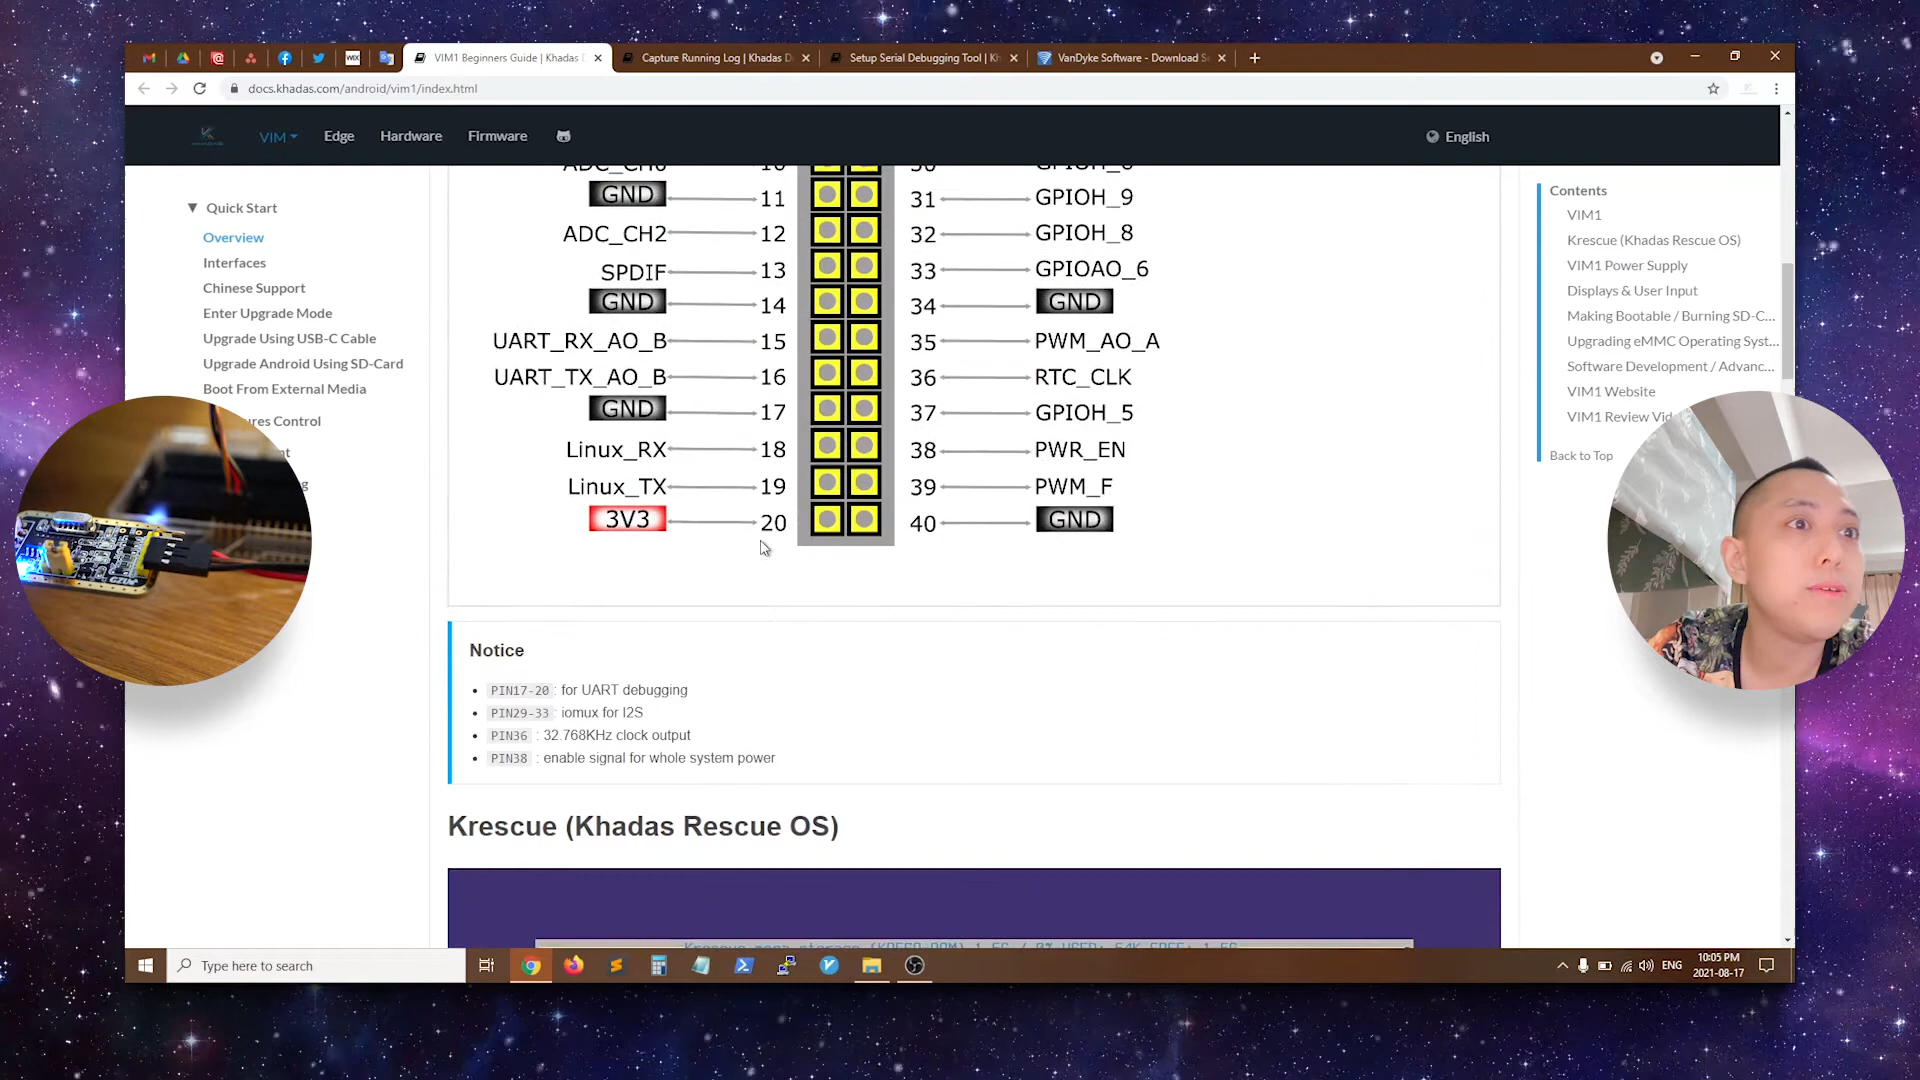 VIM1 Beginners Guide | Khadas D
Capture Running Log | Khadas D
Setup Serial Debugging Tool | Kh
VanDyke Software - Download S
docs.khadas.com/android/vim1/index.html
VIM
Edge
Hardware
Firmware
English
Quick Start
Overview
Interfaces
Chinese Support
Enter Upgrade Mode
Upgrade Using USB-C Cable
Upgrade Android Using SD-Card
Boot From External Media
res Control
GND 11 31 GPIOH_9
ADC_CH2 12 32 GPIOH_8
SPDIF 13 33 GPIOAO_6
GND 14 34 GND
UART_RX_AO_B 15 35 PWM_AO_A
UART_TX_AO_B 16 36 RTC_CLK
GND 17 37 GPIOH_5
Linux_RX 18 38 PWR_EN
Linux_TX 19 39 PWM_F
3V3 20 40 GND
Notice
PIN17-20 : for UART debugging
PIN29-33 : iomux for I2S
PIN36 : 32.768KHz clock output
PIN38 : enable signal for whole system power
Krescue (Khadas Rescue OS)
Contents
VIM1
Krescue (Khadas Rescue OS)
VIM1 Power Supply
Displays & User Input
Making Bootable / Burning SD-C...
Upgrading eMMC Operating Syst...
Software Development / Advanc...
VIM1 Website
VIM1 Review Vid
Back to Top
Type here to search
ENG
10:05 PM
2021-08-17